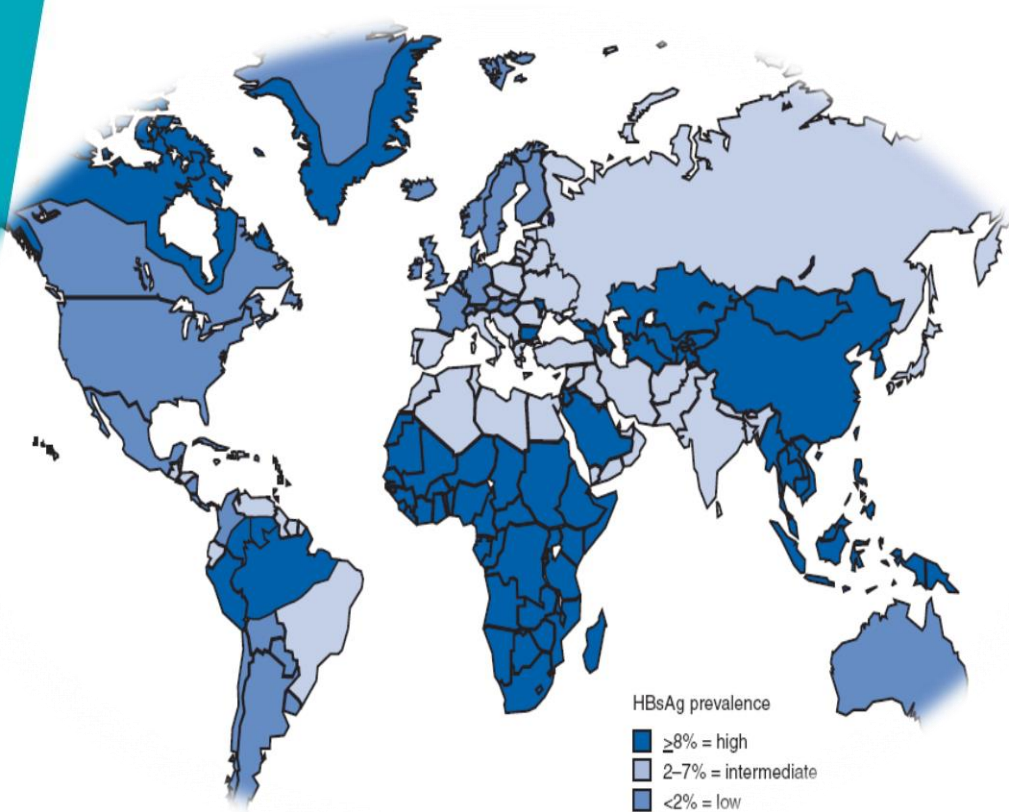 HBsAg prevalence
≥8% = high
2–7% = intermediate
<2% = low